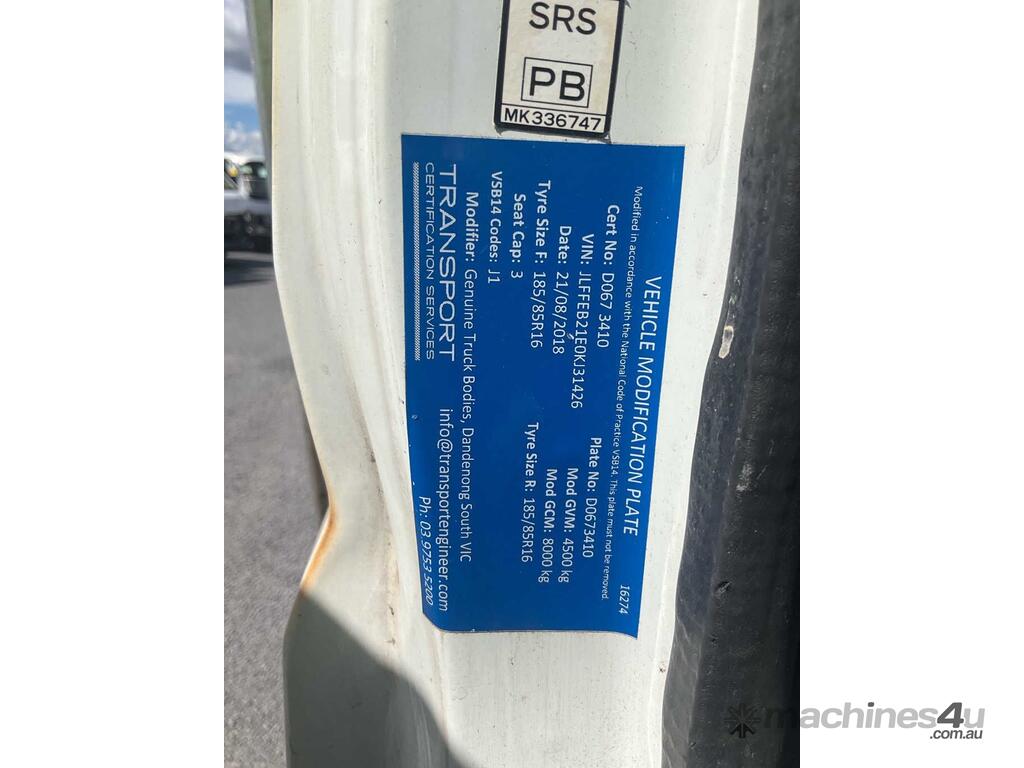 SRS
PB
MK336747
VEHICLE MODIFICATION PLATE
16274
Modified in accordance with the National Code of Practice VSB14. This plate must not be removed.
Cert No: D067 3410
Plate No: D0673410
VIN: JLFFEB21E0KJ31426
Mod GVM: 4500 kg
Date: 21/08/2018
Mod GCM: 8000 kg
Tyre Size F: 185/85R16
Tyre Size R: 185/85R16
Seat Cap: 3
VSB14 Codes: J1
Modifier: Genuine Truck Bodies, Dandenong South VIC
TRANSPORT
CERTIFICATION SERVICES
info@transportengineer.com
Ph: 03 9753 5200
machines4u
.com.au